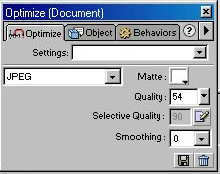 Optimize (Document)
Optimize Object Behaviors ?
Settings:
JPEG Matte:
Quality: 54
Selective Quality: 90
Smoothing: 0